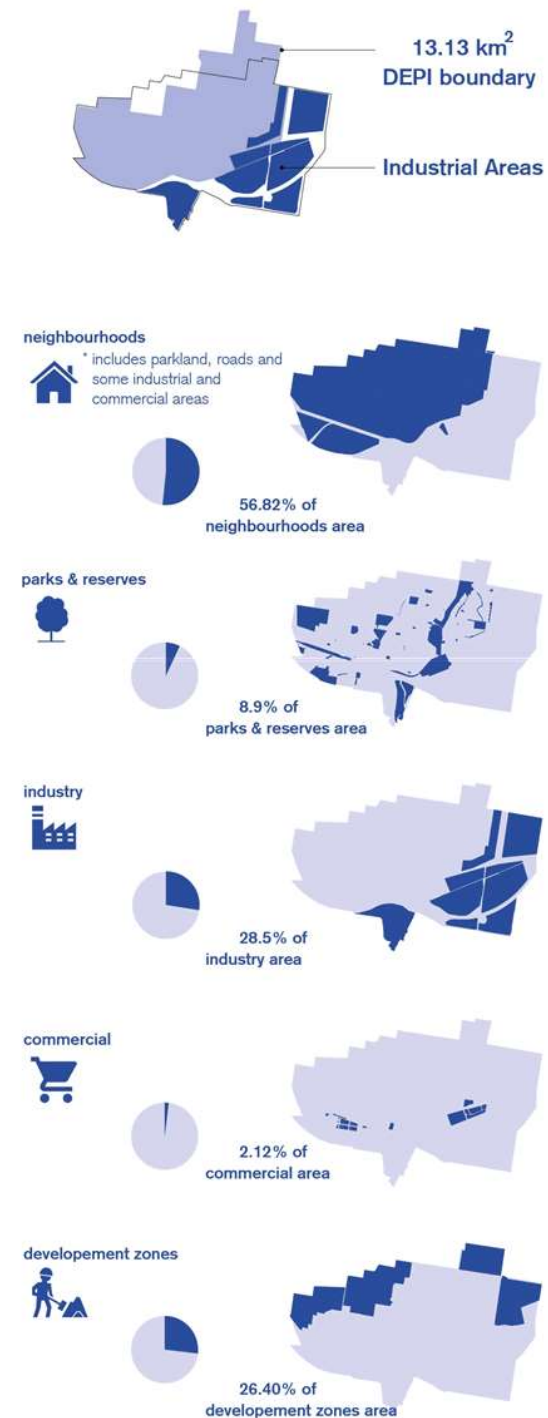 13.13 km²
DEPI boundary
Industrial Areas
neighbourhoods
* includes parkland, roads and
some industrial and
commercial areas
56.82% of
neighbourhoods area
parks & reserves
8.9% of
parks & reserves area
industry
28.5% of
industry area
commercial
2.12% of
commercial area
developement zones
26.40% of
developement zones area